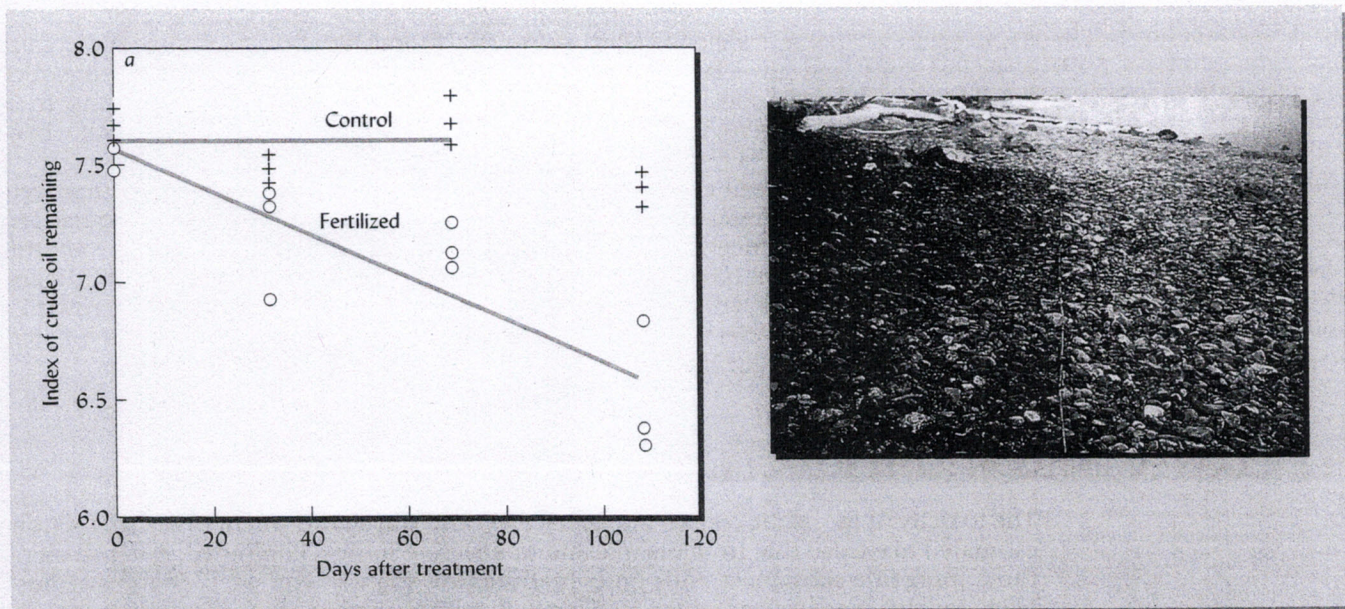 8.0
a
Control
7.5
Fertilized
7.0
6.5
6.0
0 20 40 60 80 100 120
Index of crude oil remaining
Days after treatment